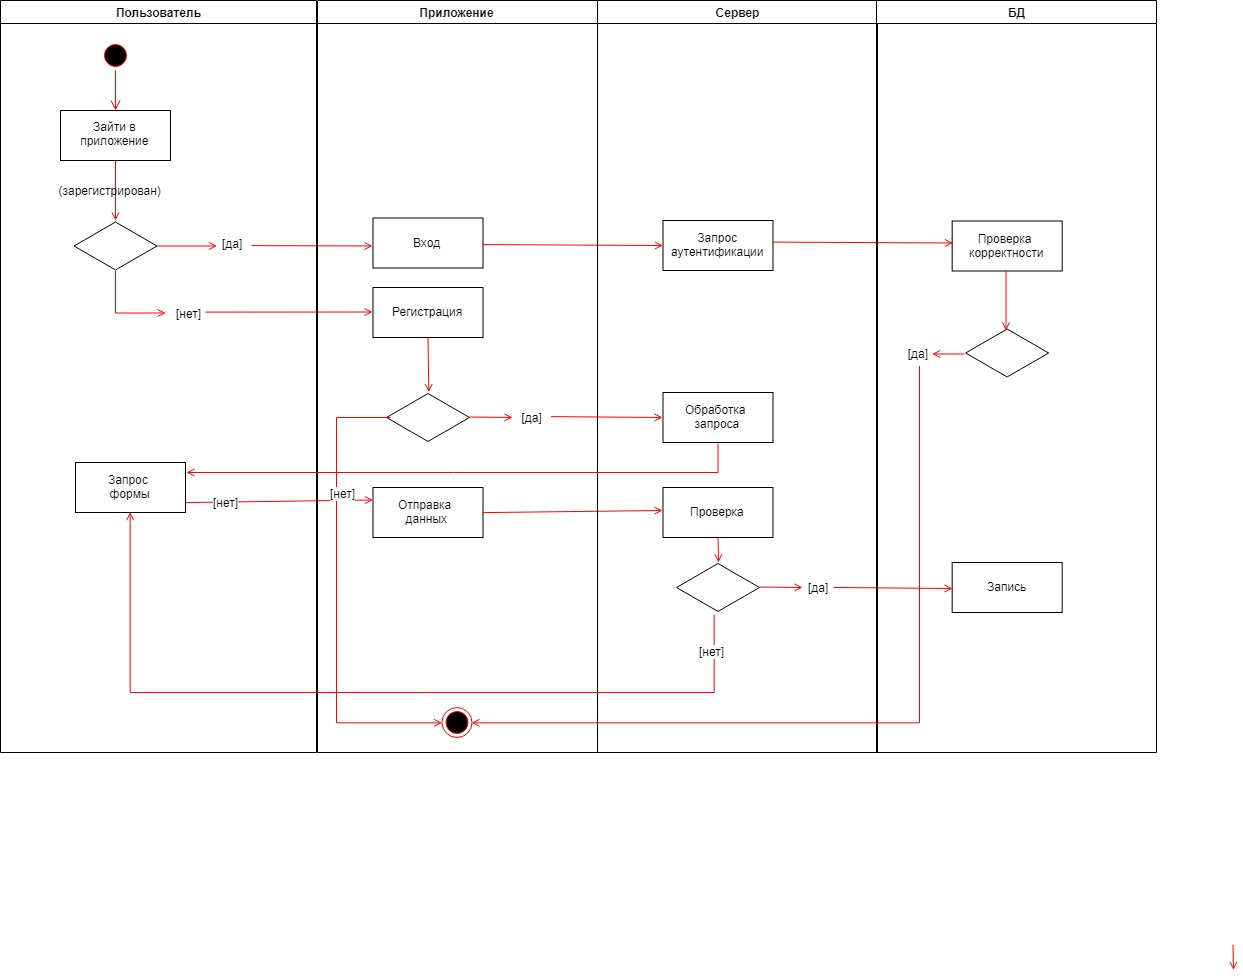 Пользователь
Приложение
Сервер
БД
Зайти в
приложение
(зарегистрирован)
[да]
Вход
Запрос
аутентификации
Проверка
корректности
[нет]
Регистрация
[да]
[да]
Обработка
запроса
Запрос
формы
[нет]
[нет]
Отправка
данных
Проверка
[да]
Запись
[нет]